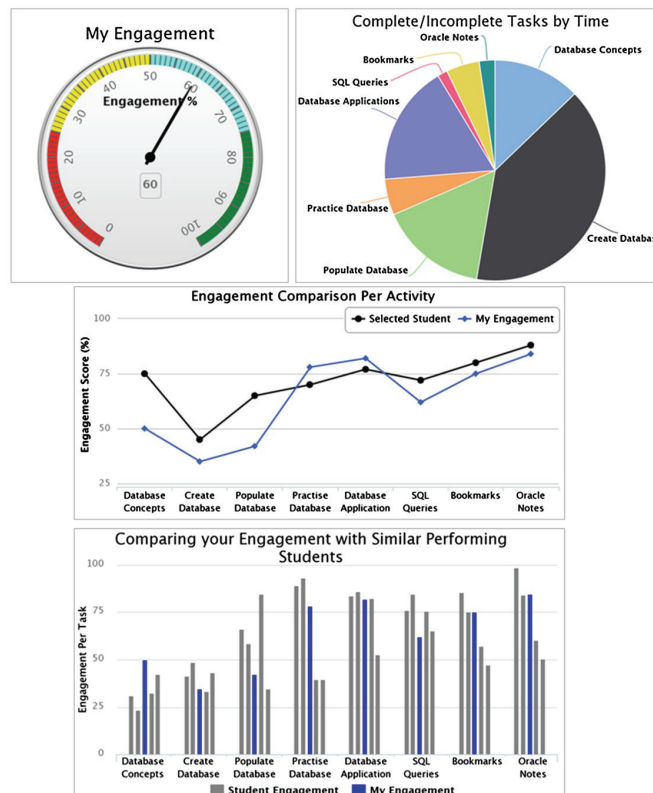 My Engagement
Engagement %
0
10
20
30
40
50
60
70
80
90
100
60
Complete/Incomplete Tasks by Time
Oracle Notes
Database Concepts
Bookmarks
SQL Queries
Database Applications
Practice Database
Create Databas
Populate Database
Engagement Comparison Per Activity
Selected Student
My Engagement
Engagement Score (%)
100
75
50
25
Database Concepts
Create Database
Populate Database
Practise Database
Database Application
SQL Queries
Bookmarks
Oracle Notes
Comparing your Engagement with Similar Performing
Students
Engagement Per Task
100
75
50
25
0
Database Concepts
Create Database
Populate Database
Practise Database
Database Application
SQL Queries
Bookmarks
Oracle Notes
Student Engagement
My Engagement